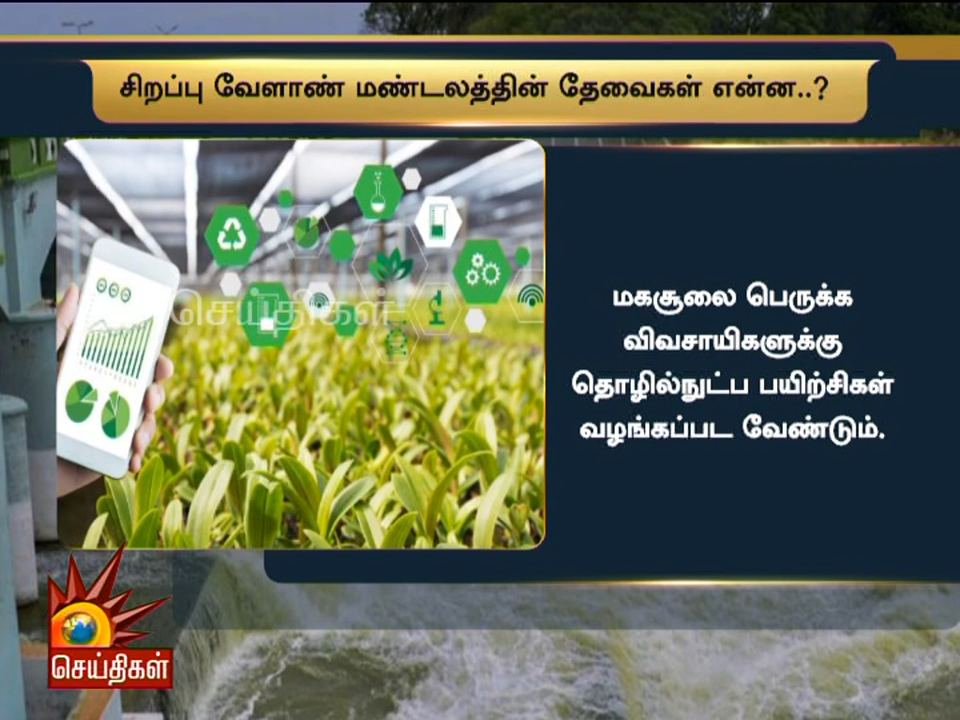 சிறப்பு வேளாண் மண்டலத்தின் தேவைகள் என்ன..?
செய்திகள்
மகசூலை பெருக்க
விவசாயிகளுக்கு
தொழில்நுட்ப பயிற்சிகள்
வழங்கப்பட வேண்டும்.
செய்திகள்